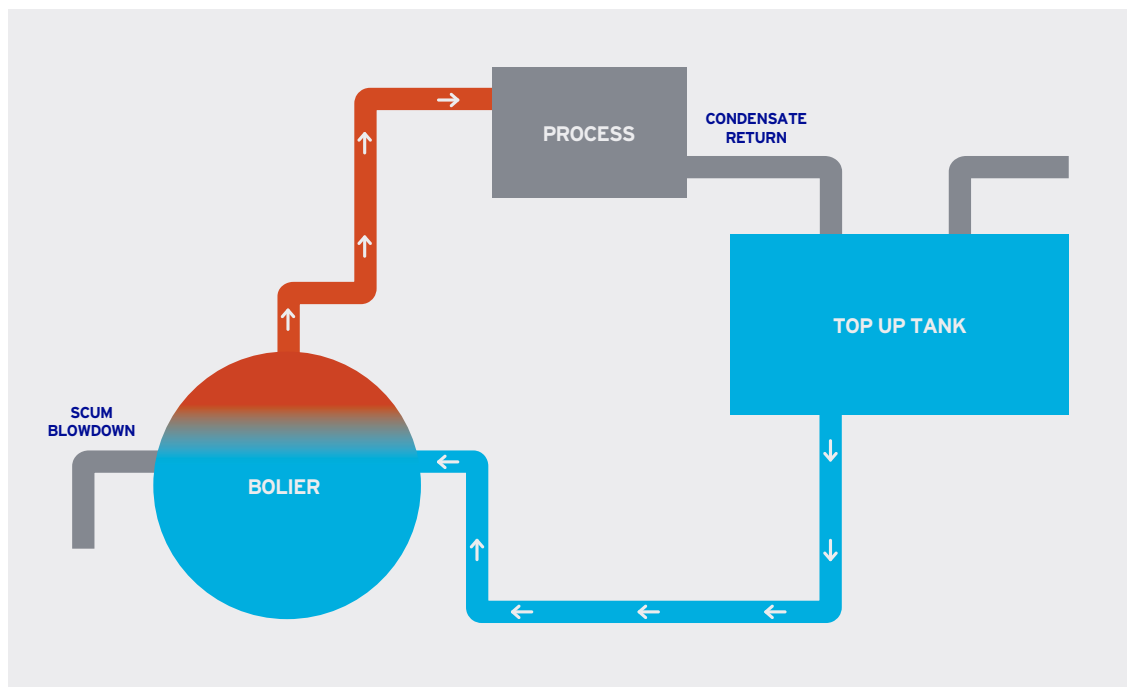 PROCESS
CONDENSATE
RETURN
TOP UP TANK
SCUM
BLOWDOWN
BOLIER